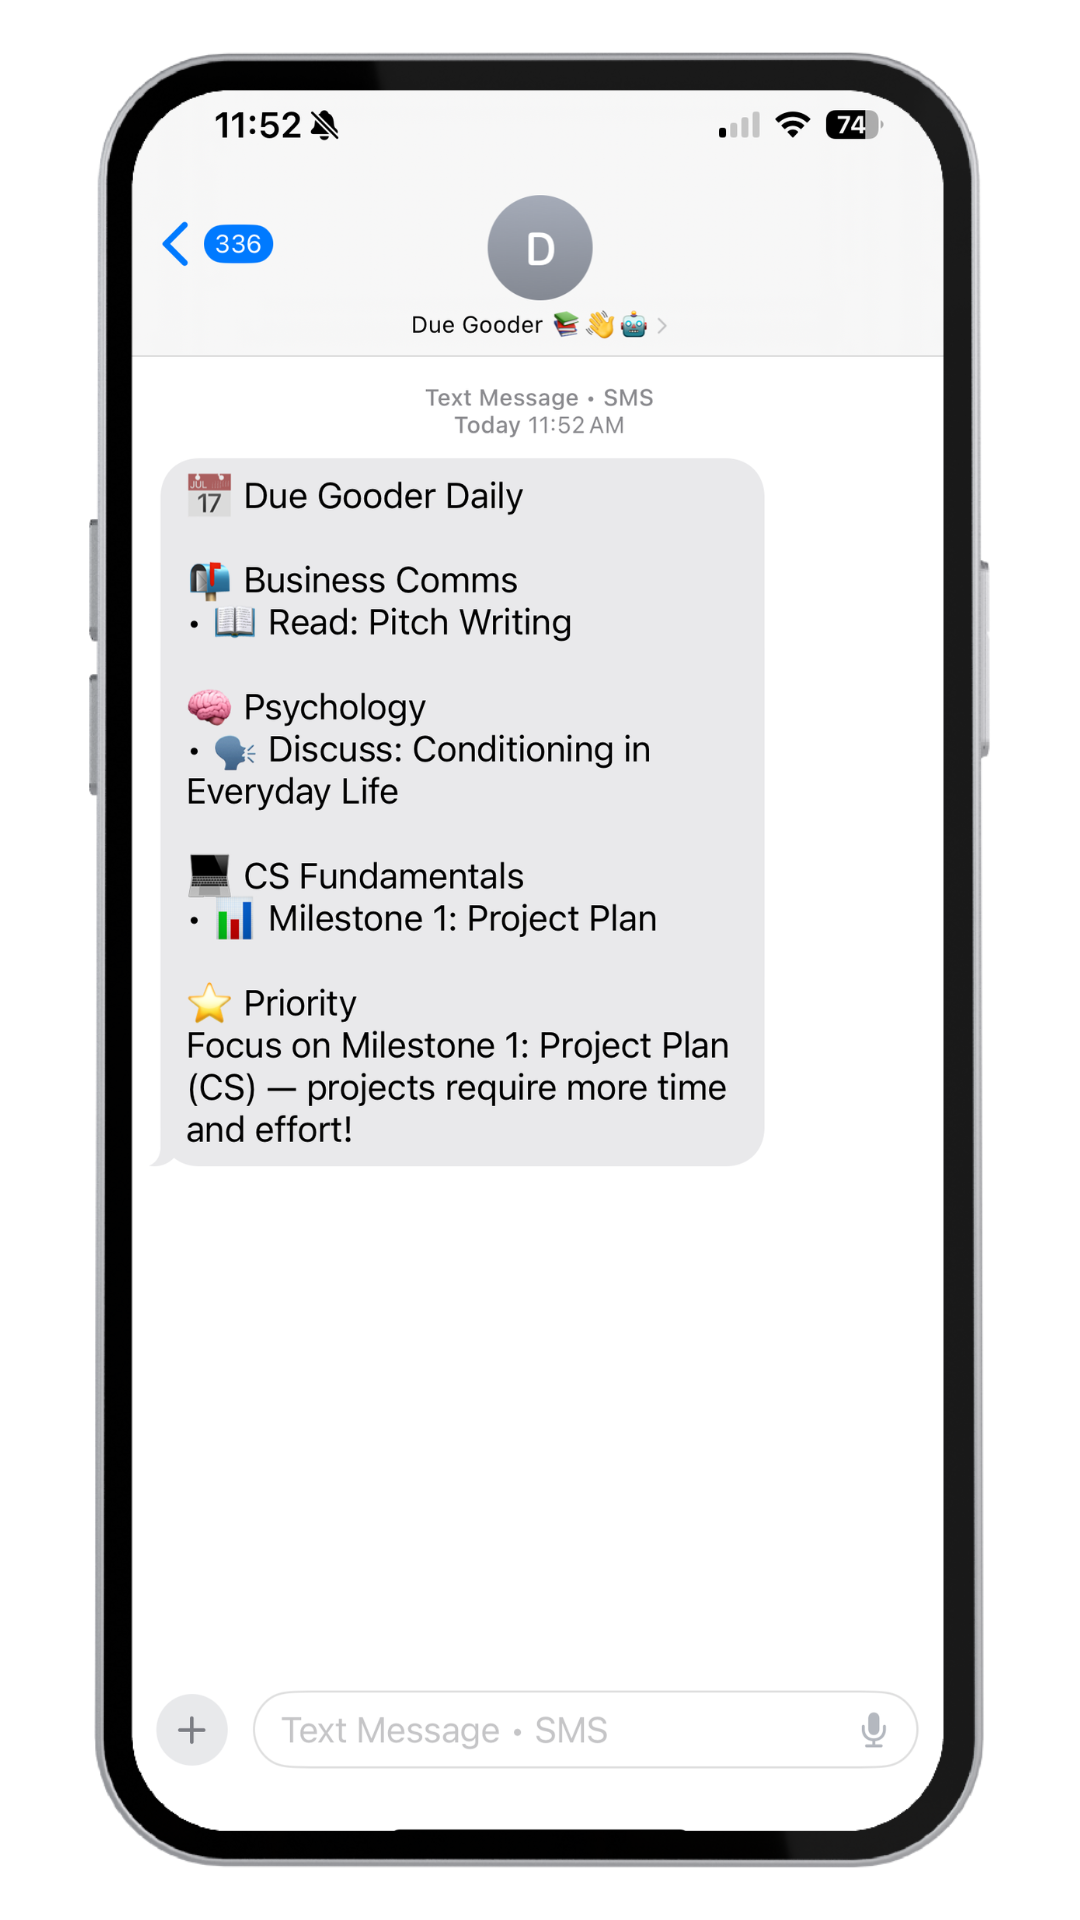 11:52
74
336
D
Due Gooder 📚👋🤖
Text Message • SMS
Today 11:52 AM
JUL
17
Due Gooder Daily
📬 Business Comms
• 📖 Read: Pitch Writing
🧠 Psychology
• 🗣️ Discuss: Conditioning in
Everyday Life
💻 CS Fundamentals
• 📊 Milestone 1: Project Plan
⭐ Priority
Focus on Milestone 1: Project Plan
(CS) — projects require more time
and effort!
Text Message • SMS